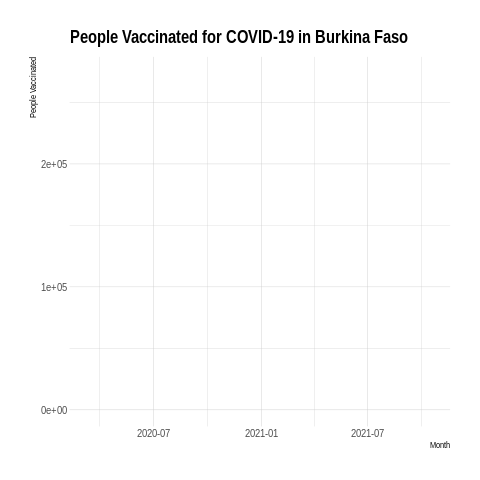 People Vaccinated for COVID-19 in Burkina Faso
People Vaccinated
2e+05
1e+05
0e+00
2020-07
2021-01
2021-07
Month